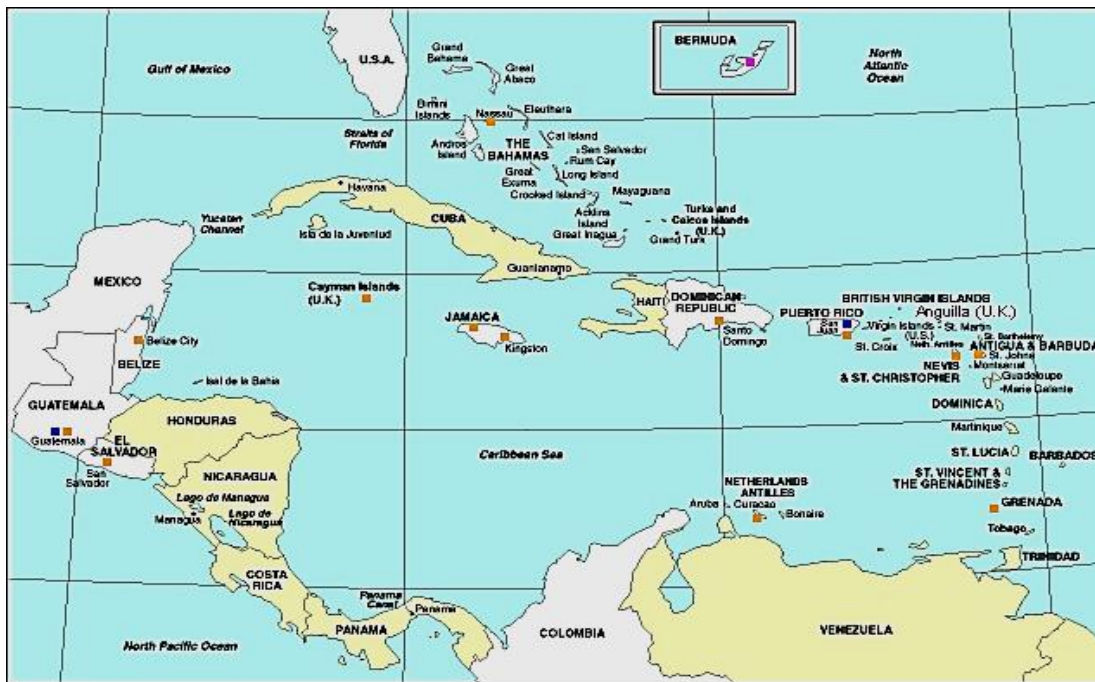 BERMUDA
North
Atlantic
Ocean
U.S.A.
Gulf of Mexico
Grand
Bahama
Great
Abaco
Bimini
Islands
Nassau
Eleuthera
Straits of
Florida
Andros
Island
THE
BAHAMAS
Cat Island
San Salvador
Rum Cay
Great
Exuma
Long Island
Crooked Island
Mayaguana
Acklins
Island
Great Inagua
Turks and
Caicos Islands
(U.K.)
Grand Turk
Havana
Yucatan
Channel
CUBA
Isla de la Juventud
Guantanamo
MEXICO
Cayman Islands
(U.K.)
JAMAICA
Kingston
HAITI
DOMINICAN
REPUBLIC
Santo
Domingo
PUERTO RICO
San
Juan
BRITISH VIRGIN ISLANDS
Anguilla (U.K.)
Virgin Islands
(U.S.)
St. Martin
St. Barthelemy
St. Croix
Neth. Antilles
ANTIGUA & BARBUDA
St. Johns
NEVIS
& ST. CHRISTOPHER
Montserrat
Guadeloupe
Marie Galante
DOMINICA
Martinique
ST. LUCIA
BARBADOS
ST. VINCENT &
THE GRENADINES
GRENADA
Tobago
TRINIDAD
Belize City
BELIZE
Isal de la Bahia
GUATEMALA
Guatemala
HONDURAS
EL
SALVADOR
San
Salvador
NICARAGUA
Lago de Managua
Managua
Lago de
Nicaragua
Caribbean Sea
NETHERLANDS
ANTILLES
Aruba
Curacao
Bonaire
COSTA
RICA
Panama
Canal
Panama
PANAMA
COLOMBIA
VENEZUELA
North Pacific Ocean